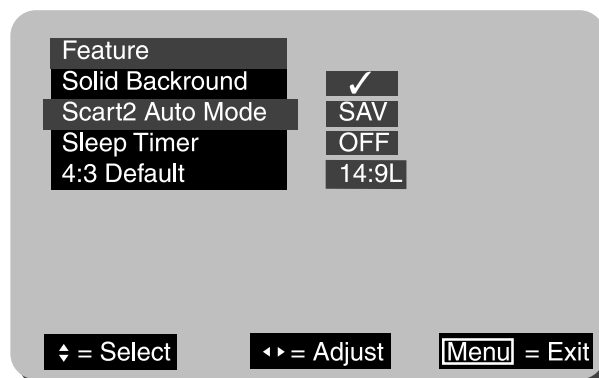 Feature
Solid Backround ✓
Scart2 Auto Mode SAV
Sleep Timer OFF
4:3 Default 14:9L
= Select = Adjust Menu = Exit